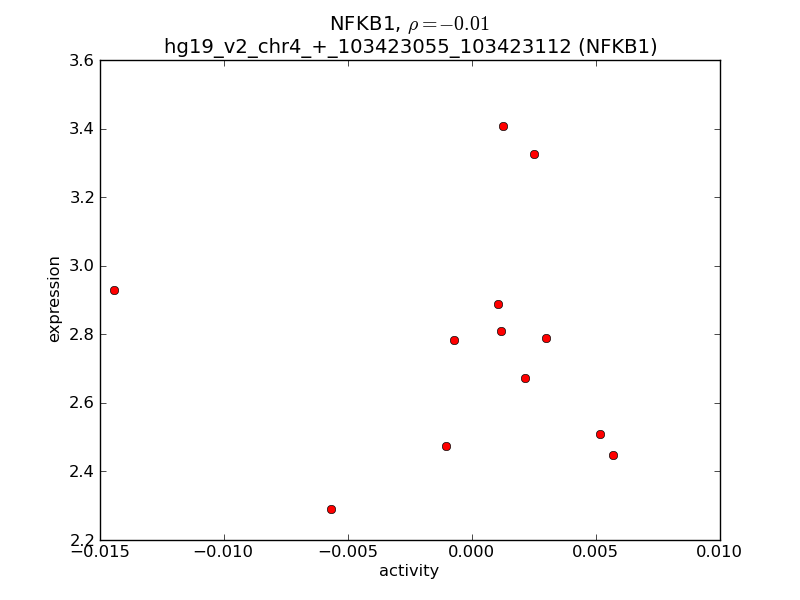 NFKB1, ρ=−0.01
hg19_v2_chr4_+_103423055_103423112 (NFKB1)
3.6
3.4
3.2
3.0
2.8
2.6
2.4
2.2
expression
−0.015 −0.010 −0.005 0.000 0.005 0.010
activity